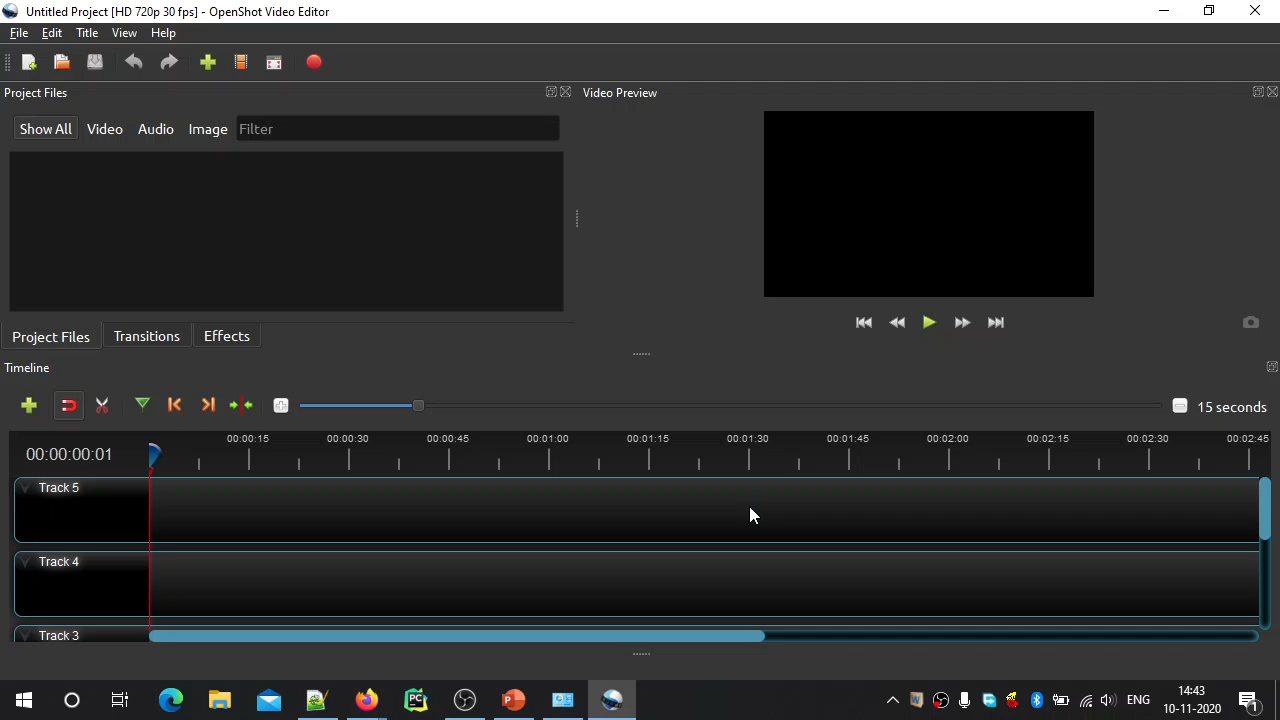 Untitled Project [HD 720p 30 fps] - OpenShot Video Editor
File Edit Title View Help
Project Files
Video Preview
Show All Video Audio Image Filter
Project Files Transitions Effects
Timeline
15 seconds
00:00:00:01
00:00:15 00:00:30 00:00:45 00:01:00 00:01:15 00:01:30 00:01:45 00:02:00 00:02:15 00:02:30 00:02:45
Track 5
Track 4
Track 3
ENG
14:43
10-11-2020
1